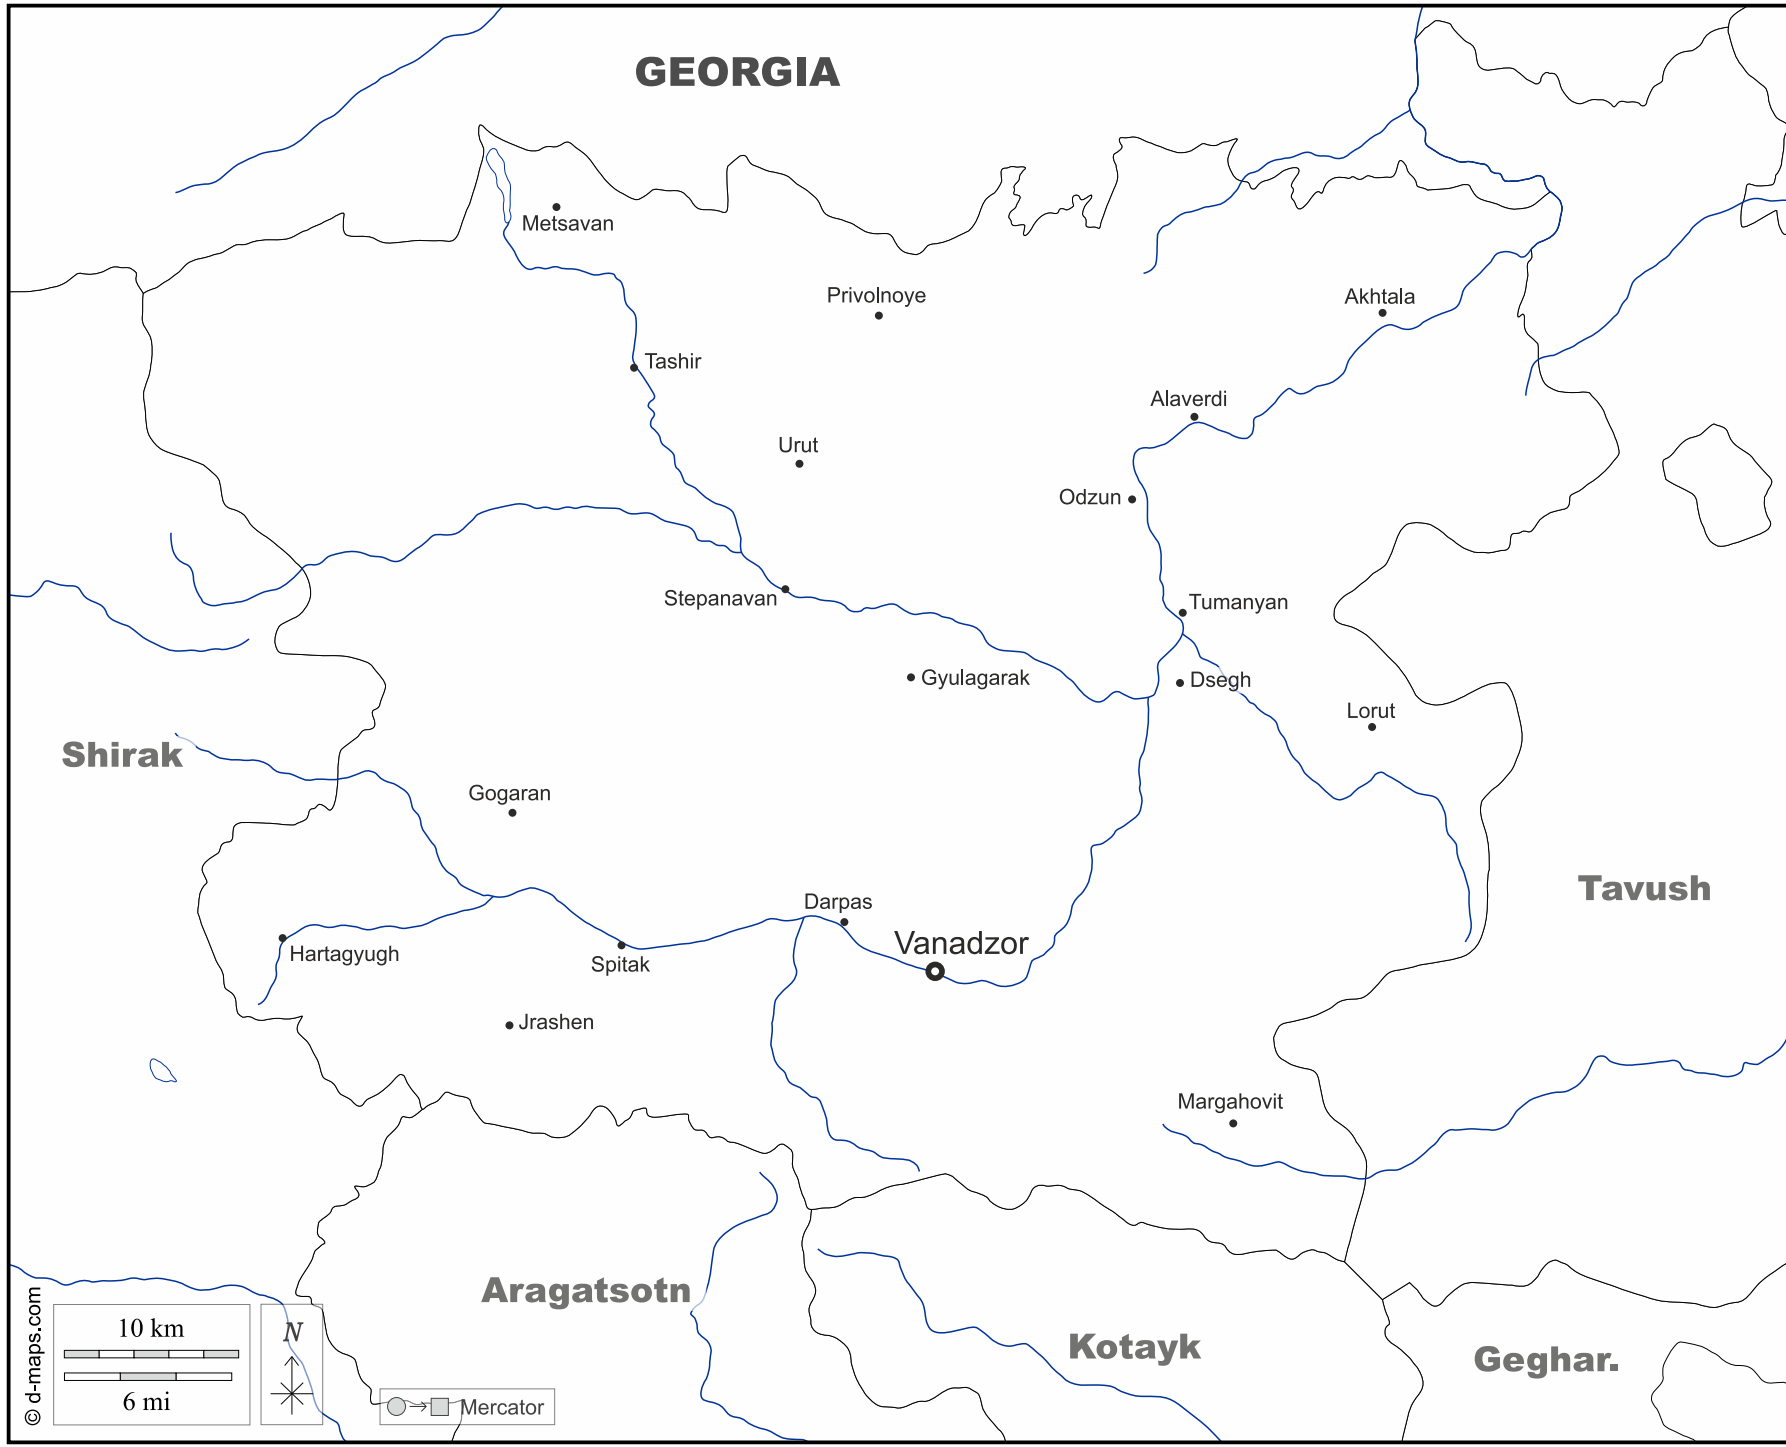 GEORGIA
Metsavan
Privolnoye
Akhtala
Tashir
Alaverdi
Urut
Odzun
Stepanavan
Tumanyan
Gyulagarak
Dsegh
Lorut
Shirak
Gogaran
Tavush
Darpas
Vanadzor
Hartagyugh
Spitak
Jrashen
Margahovit
Aragatsotn
Kotayk
Geghar.
© d-maps.com
10 km
6 mi
N
Mercator